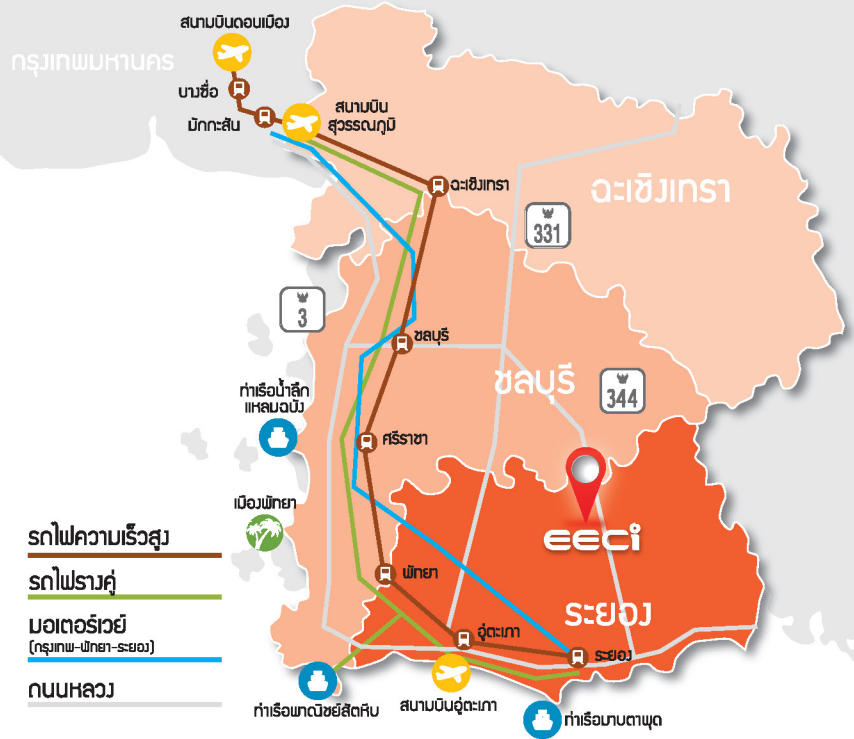 สนามบินดอนเมือง
กรุงเทพมหานคร
บางซื่อ
มักกะสัน
สนามบิน
สุวรรณภูมิ
ฉะเชิงเทรา
ฉะเชิงเทรา
331
3
ชลบุรี
ชลบุรี
344
ท่าเรือน้ำลึก
แหลมฉบัง
ศรีราชา
เมืองพัทยา
eeci
รถไฟความเร็วสูง
รถไฟรางคู่
พัทยา
ระยอง
มอเตอร์เวย์
(กรุงเทพ-พัทยา-ระยอง)
อู่ตะเภา
ระยอง
ถนนหลวง
ท่าเรือพาณิชย์สัตหีบ
สนามบินอู่ตะเภา
ท่าเรือมาบตาพุด